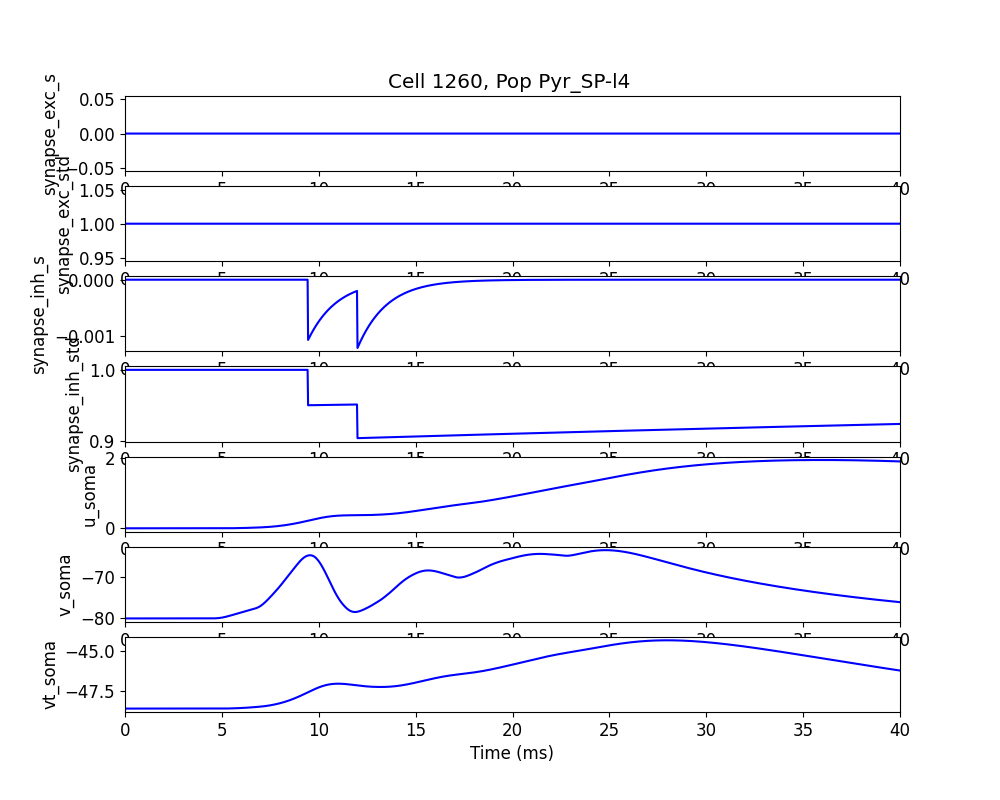 Cell 1260, Pop Pyr_SP-l4
synapse_exc_s
0.05
0.00
−0.05
0 5 10 15 20 25 30 35 40
synapse_exc_std
1.05
1.00
0.95
0 5 10 15 20 25 30 35 40
synapse_inh_s
0.000
−0.001
0 5 10 15 20 25 30 35 40
synapse_inh_std
1.0
0.9
0 5 10 15 20 25 30 35 40
u_soma
2
0
0 5 10 15 20 25 30 35 40
v_soma
−70
−80
0 5 10 15 20 25 30 35 40
vt_soma
−45.0
−47.5
0 5 10 15 20 25 30 35 40
Time (ms)